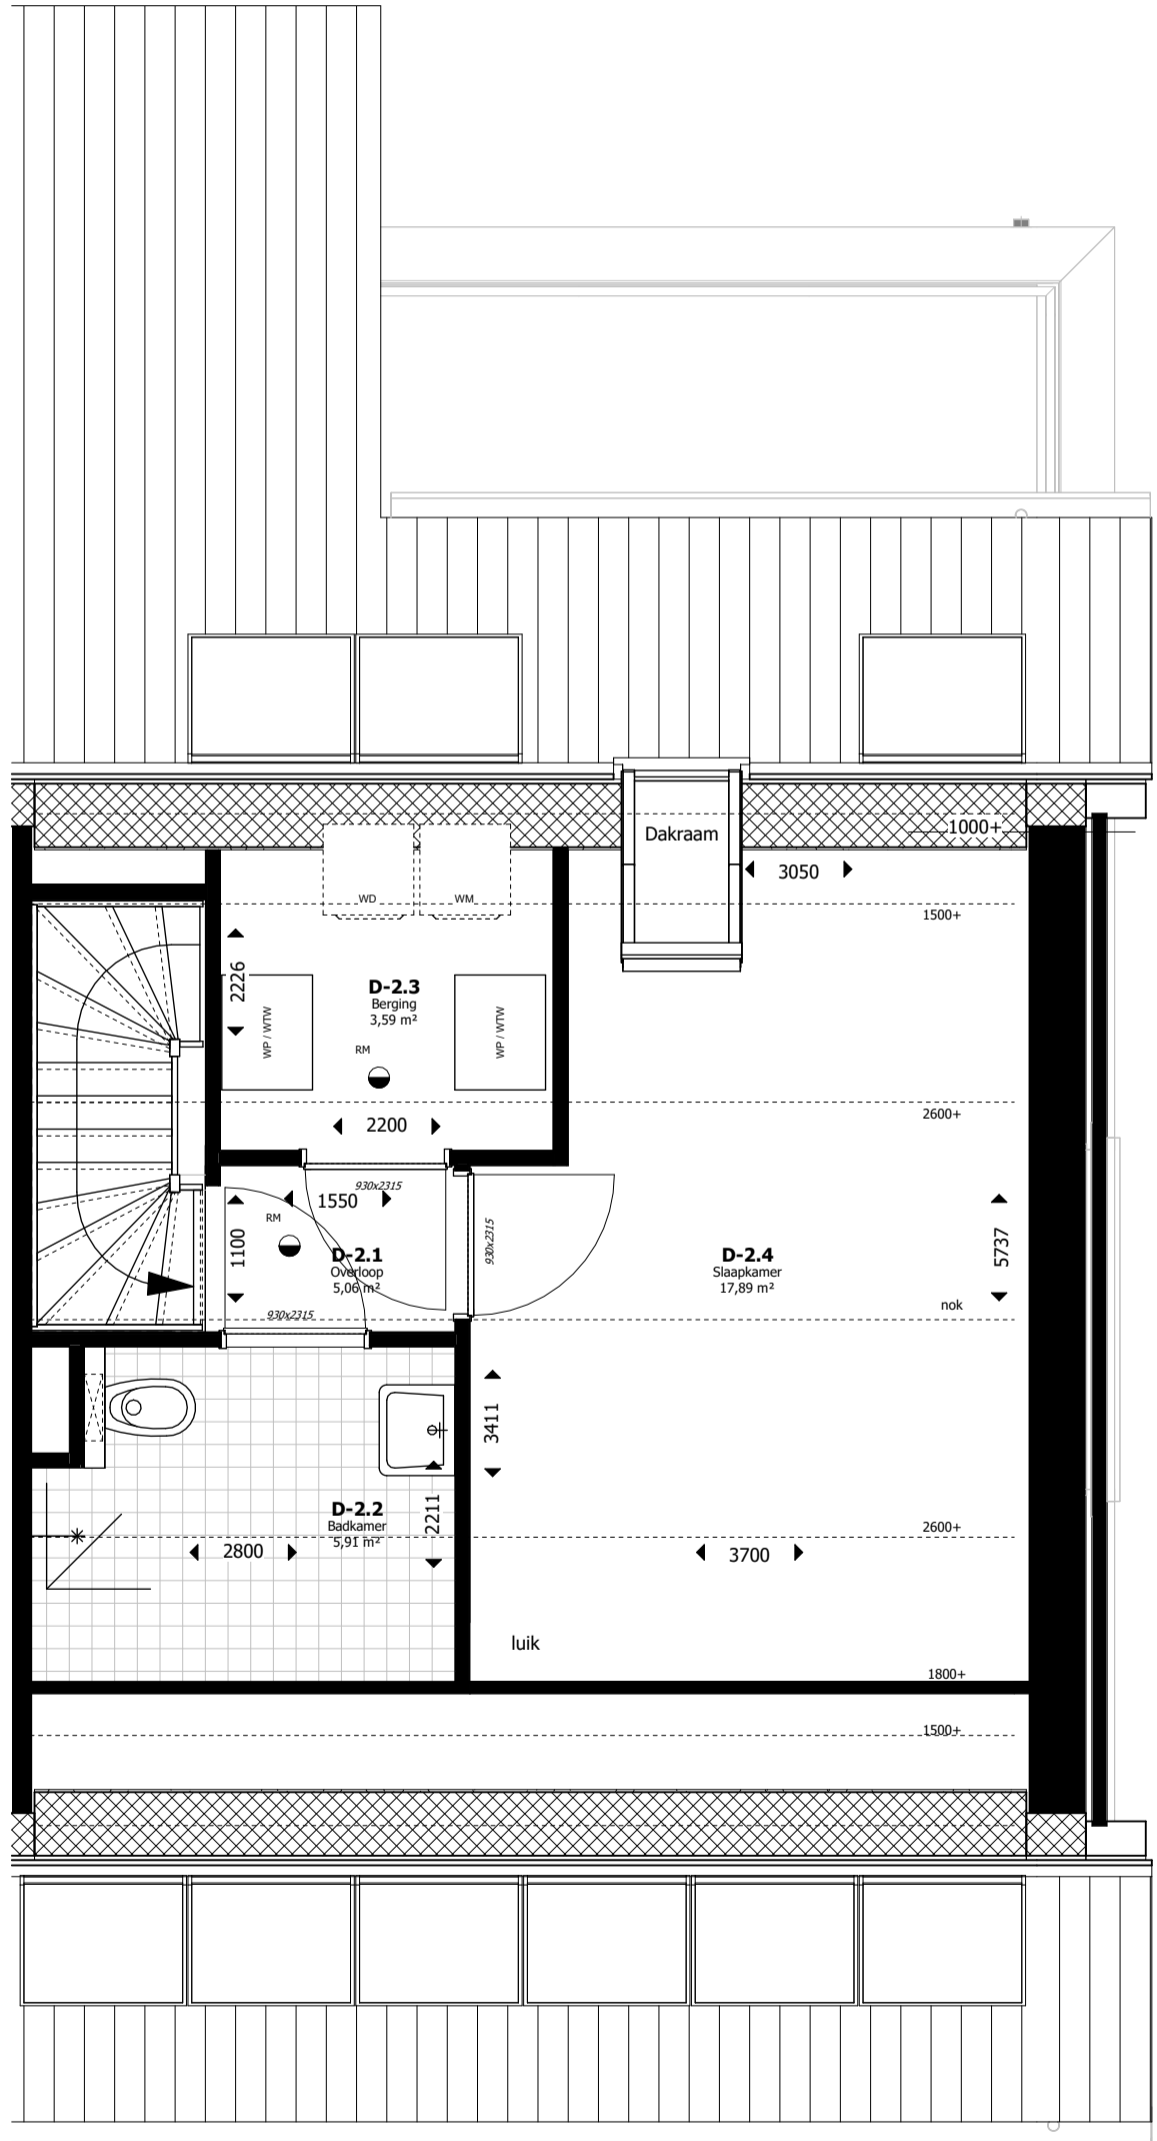 Dakraam
1000+
3050
WD
WM
1500+
2226
D-2.3
Berging
3,59 m²
WP / WTW
WP / WTW
RM
2600+
2200
930x2315
1550
RM
1100
D-2.1
Overloop
5,06 m²
930x2315
930x2315
D-2.4
Slaapkamer
17,89 m²
5737
nok
3411
D-2.2
Badkamer
5,91 m²
2211
2600+
2800
3700
luik
1800+
1500+